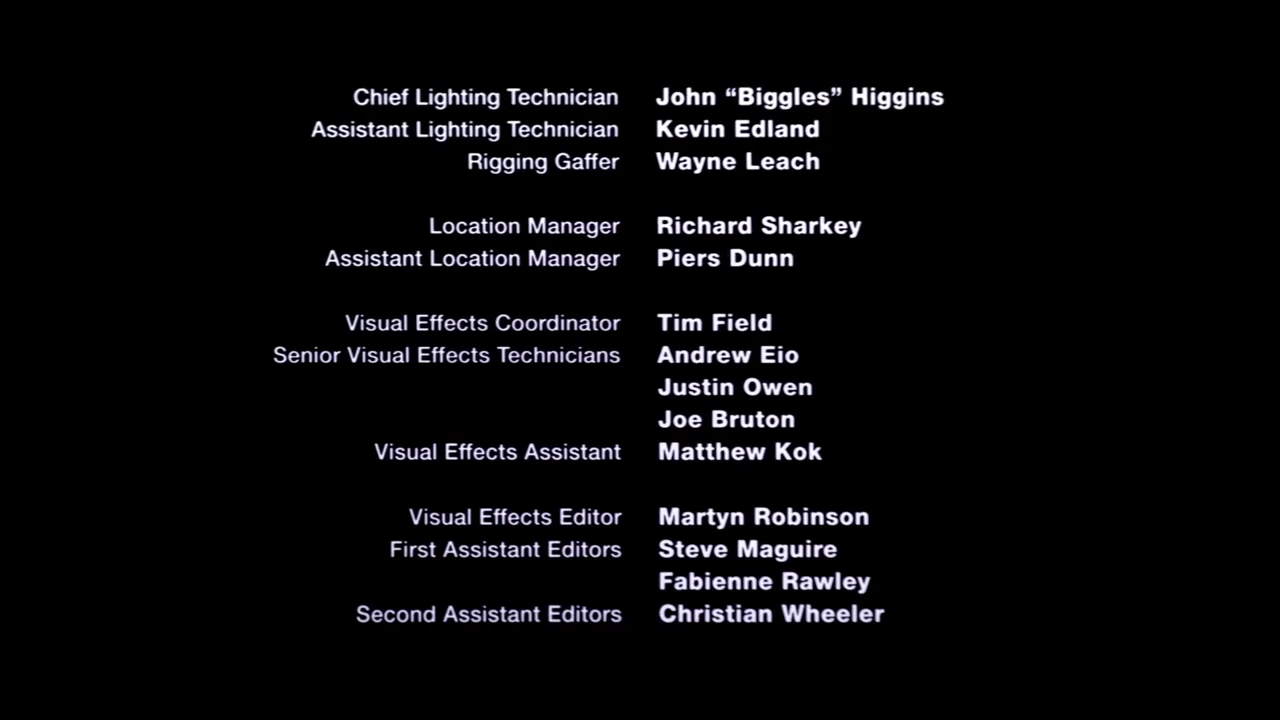 Chief Lighting Technician John “Biggles” Higgins
Assistant Lighting Technician Kevin Edland
Rigging Gaffer Wayne Leach
Location Manager Richard Sharkey
Assistant Location Manager Piers Dunn
Visual Effects Coordinator Tim Field
Senior Visual Effects Technicians Andrew Eio
Justin Owen
Joe Bruton
Visual Effects Assistant Matthew Kok
Visual Effects Editor Martyn Robinson
First Assistant Editors Steve Maguire
Fabienne Rawley
Second Assistant Editors Christian Wheeler